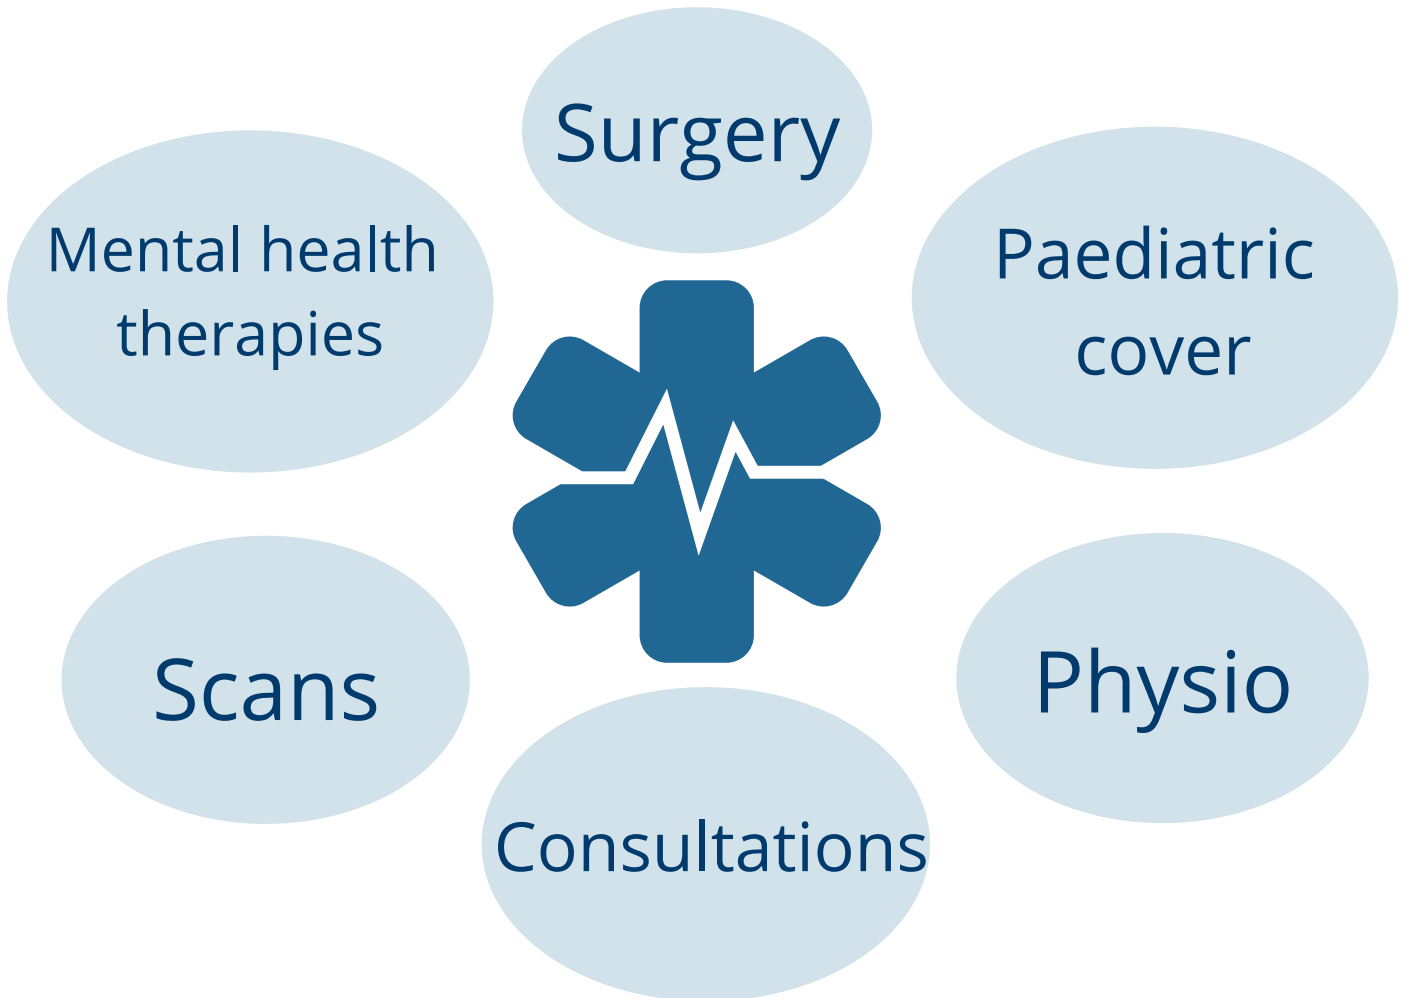 Surgery
Mental health
therapies
Paediatric
cover
Scans
Physio
Consultations